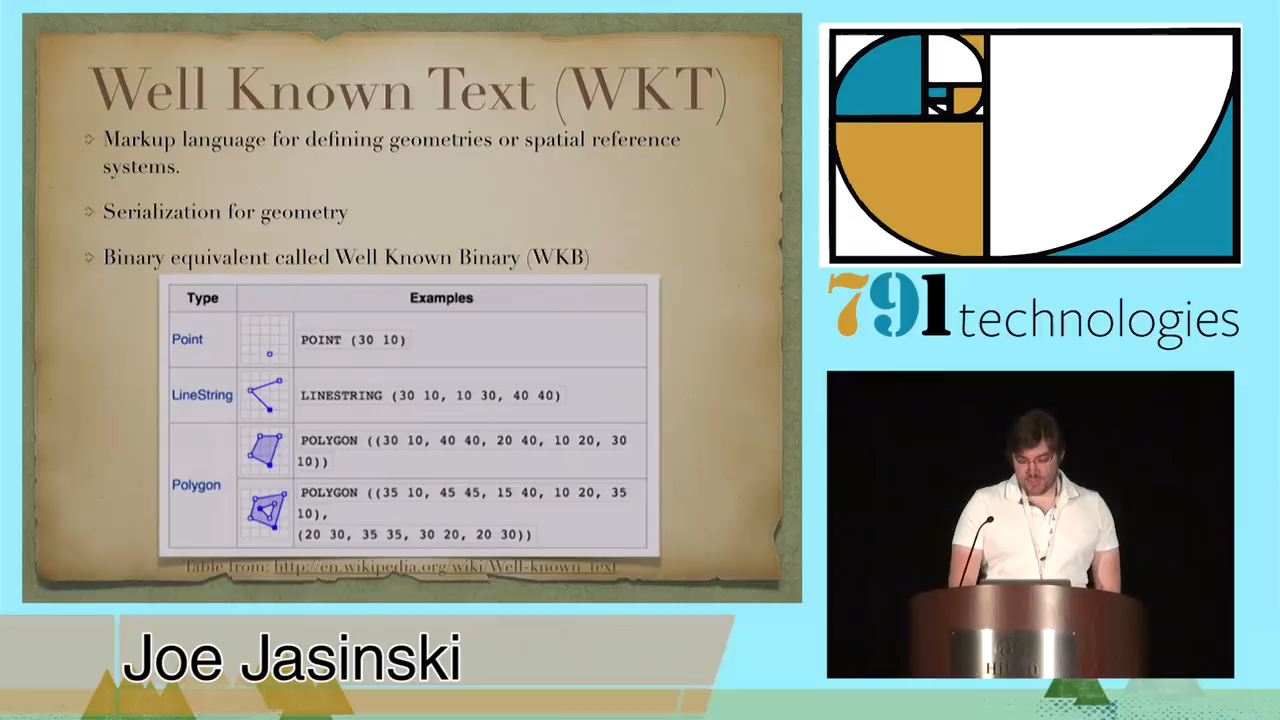 Well Known Text (WKT)
Markup language for defining geometries or spatial reference
systems.
Serialization for geometry
Binary equivalent called Well Known Binary (WKB)
Type Examples
Point POINT (30 10)
LineString LINESTRING (30 10, 10 30, 40 40)
Polygon
POLYGON ((30 10, 40 40, 20 40, 10 20, 30
10))
POLYGON ((35 10, 45 45, 15 40, 10 20, 35
10),
(20 30, 35 35, 30 20, 20 30))
Table from: http://en.wikipedia.org/wiki/Well-known_text
791 technologies
Hilton
Joe Jasinski